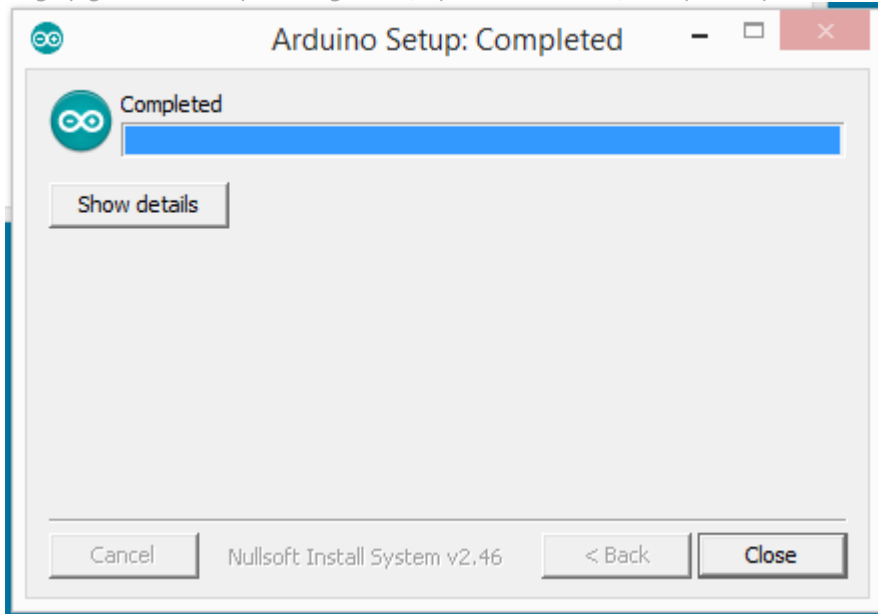 Arduino Setup: Completed
Completed
Show details
Cancel
Nullsoft Install System v2.46
< Back
Close